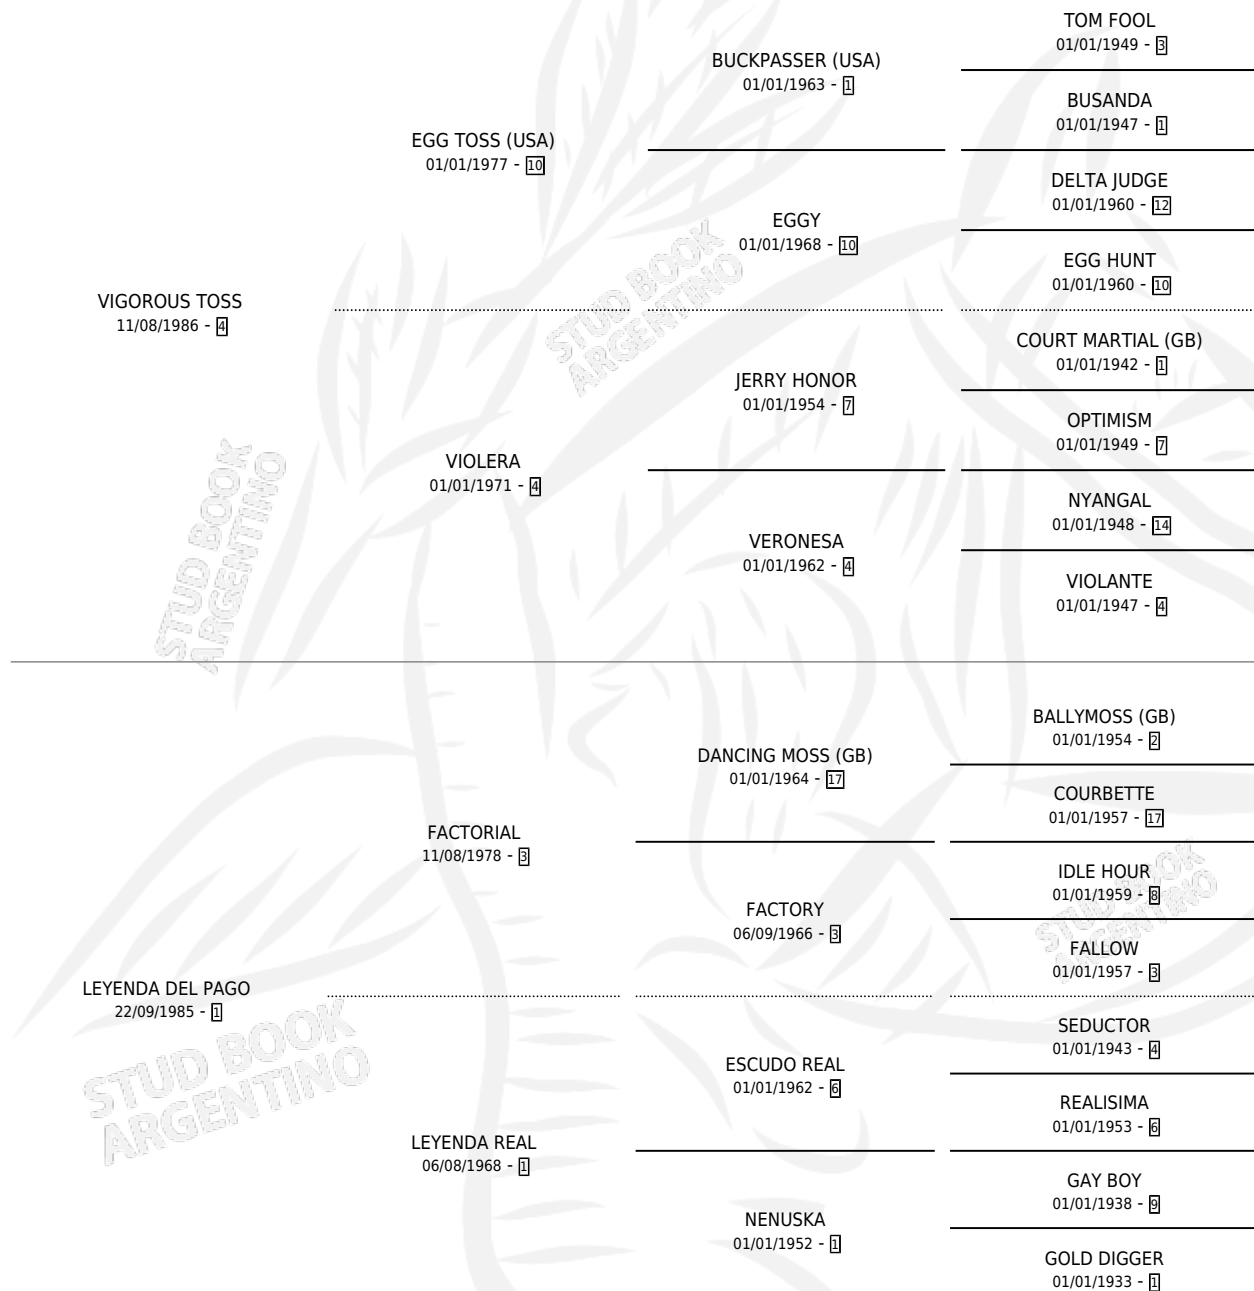 TOM FOOL
01/01/1949 - 3
BUCKPASSER (USA)
01/01/1963 - 1
BUSANDA
01/01/1947 - 1
EGG TOSS (USA)
01/01/1977 - 10
DELTA JUDGE
01/01/1960 - 12
EGGY
01/01/1968 - 10
EGG HUNT
01/01/1960 - 10
VIGOROUS TOSS
11/08/1986 - 4
COURT MARTIAL (GB)
01/01/1942 - 1
JERRY HONOR
01/01/1954 - 7
OPTIMISM
01/01/1949 - 7
VIOLERA
01/01/1971 - 4
NYANGAL
01/01/1948 - 14
VERONESA
01/01/1962 - 4
VIOLANTE
01/01/1947 - 4
BALLYMOSS (GB)
01/01/1954 - 2
DANCING MOSS (GB)
01/01/1964 - 17
COURBETTE
01/01/1957 - 17
FACTORIAL
11/08/1978 - 3
IDLE HOUR
01/01/1959 - 8
FACTORY
06/09/1966 - 3
FALLOW
01/01/1957 - 3
LEYENDA DEL PAGO
22/09/1985 - 1
SEDUCTOR
01/01/1943 - 4
ESCUDO REAL
01/01/1962 - 6
REALISIMA
01/01/1953 - 6
LEYENDA REAL
06/08/1968 - 1
GAY BOY
01/01/1938 - 9
NENUSKA
01/01/1952 - 1
GOLD DIGGER
01/01/1933 - 1
STUD BOOK
ARGENTINO
STUD BOOK
ARGENTINO
STUD BOOK
ARGENTINO
STUD BOOK
ARGENTINO